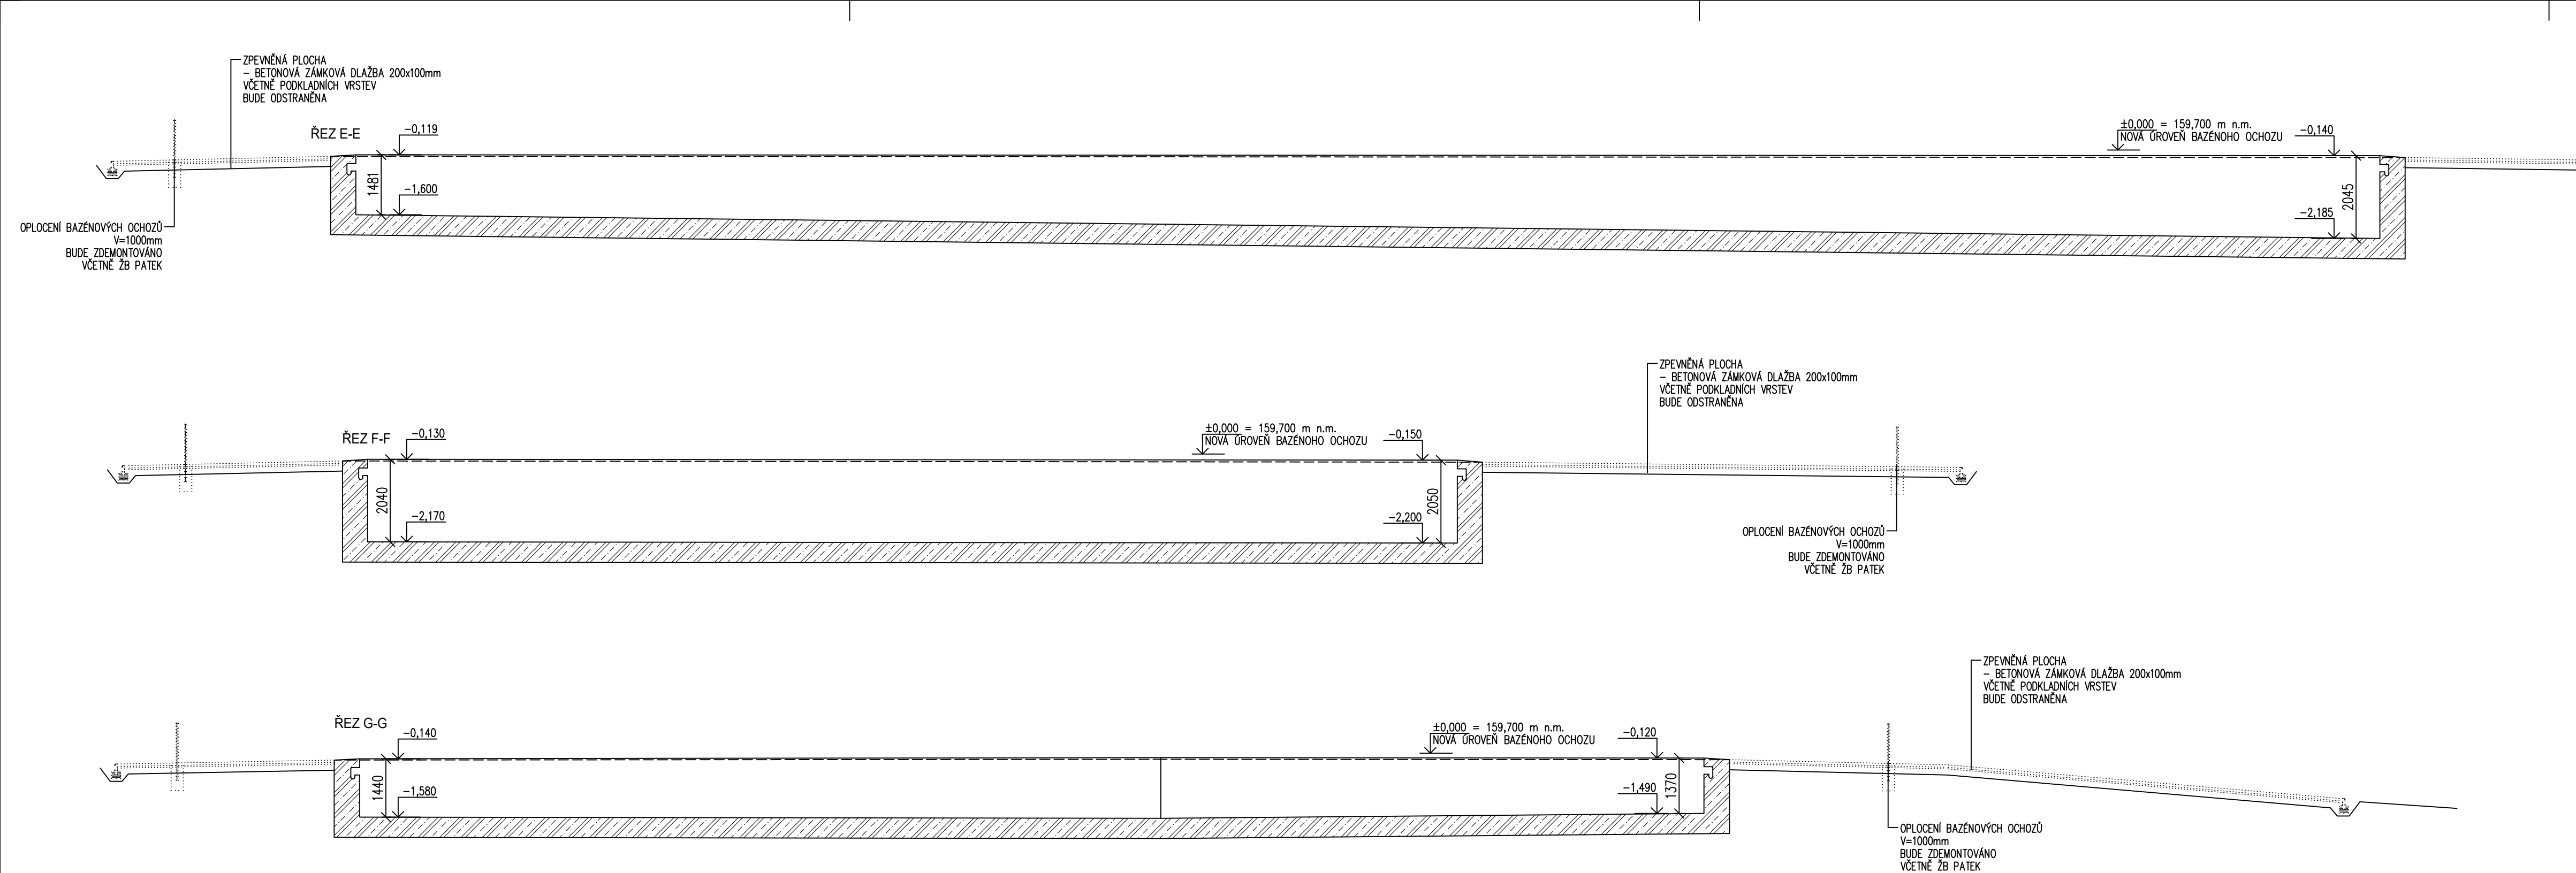 ZPEVNĚNÁ PLOCHA
– BETONOVÁ ZÁMKOVÁ DLAŽBA 200x100mm
VČETNĚ PODKLADNÍCH VRSTEV
BUDE ODSTRANĚNA
ŘEZ E-E
–0,119
±0,000 = 159,700 m n.m.
NOVÁ ÚROVEŇ BAZÉNOHO OCHOZU
–0,140
1481
–1,600
2045
–2,185
OPLOCENÍ BAZÉNOVÝCH OCHOZŮ
V=1000mm
BUDE ZDEMONTOVÁNO
VČETNĚ ŽB PATEK
ZPEVNĚNÁ PLOCHA
– BETONOVÁ ZÁMKOVÁ DLAŽBA 200x100mm
VČETNĚ PODKLADNÍCH VRSTEV
BUDE ODSTRANĚNA
ŘEZ F-F
–0,130
±0,000 = 159,700 m n.m.
NOVÁ ÚROVEŇ BAZÉNOHO OCHOZU
–0,150
2040
–2,170
2050
–2,200
OPLOCENÍ BAZÉNOVÝCH OCHOZŮ
V=1000mm
BUDE ZDEMONTOVÁNO
VČETNĚ ŽB PATEK
ZPEVNĚNÁ PLOCHA
– BETONOVÁ ZÁMKOVÁ DLAŽBA 200x100mm
VČETNĚ PODKLADNÍCH VRSTEV
BUDE ODSTRANĚNA
ŘEZ G-G
–0,140
±0,000 = 159,700 m n.m.
NOVÁ ÚROVEŇ BAZÉNOHO OCHOZU
–0,120
1440
–1,580
1370
–1,490
OPLOCENÍ BAZÉNOVÝCH OCHOZŮ
V=1000mm
BUDE ZDEMONTOVÁNO
VČETNĚ ŽB PATEK